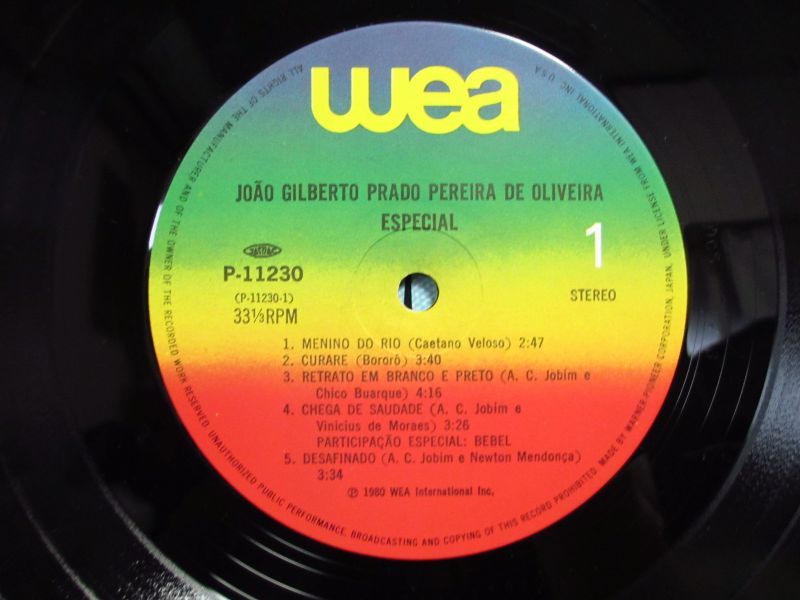 wea
JOÃO GILBERTO PRADO PEREIRA DE OLIVEIRA
ESPECIAL
1
JASRAC
P-11230
(P-11230-1)
33⅓RPM
STEREO
1. MENINO DO RIO (Caetano Veloso) 2:47
2. CURARE (Bororô) 3:40
3. RETRATO EM BRANCO E PRETO (A. C. Jobim e
Chico Buarque) 4:16
4. CHEGA DE SAUDADE (A. C. Jobim e
Vinicius de Moraes) 3:26
PARTICIPAÇÃO ESPECIAL: BEBEL
5. DESAFINADO (A. C. Jobim e Newton Mendonça)
3:34
℗ 1980 WEA International Inc.
ALL RIGHTS OF THE MANUFACTURER AND OF THE OWNER OF THE RECORDED WORK RESERVED. UNAUTHORIZED PUBLIC PERFORMANCE, BROADCASTING AND COPYING OF THIS RECORD PROHIBITED. MADE BY WARNER-PIONEER CORPORATION, JAPAN. UNDER LICENSE FROM WEA INTERNATIONAL INC. U S A